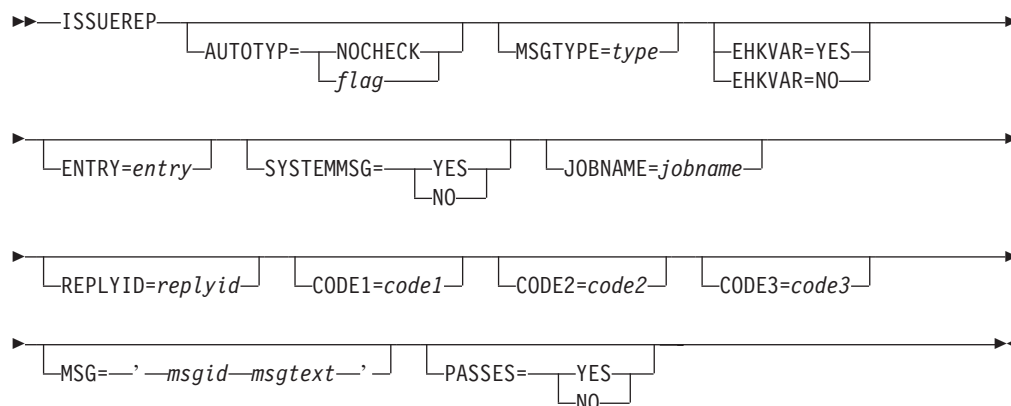 ISSUEREP
AUTOTYP= NOCHECK MSGTYPE=type EHKVAR=YES
flag EHKVAR=NO
ENTRY=entry SYSTEMMSG= YES JOBNAME=jobname
NO
REPLYID=replyid CODE1=code1 CODE2=code2 CODE3=code3
MSG= ’ msgid msgtext ’ PASSES= YES
NO